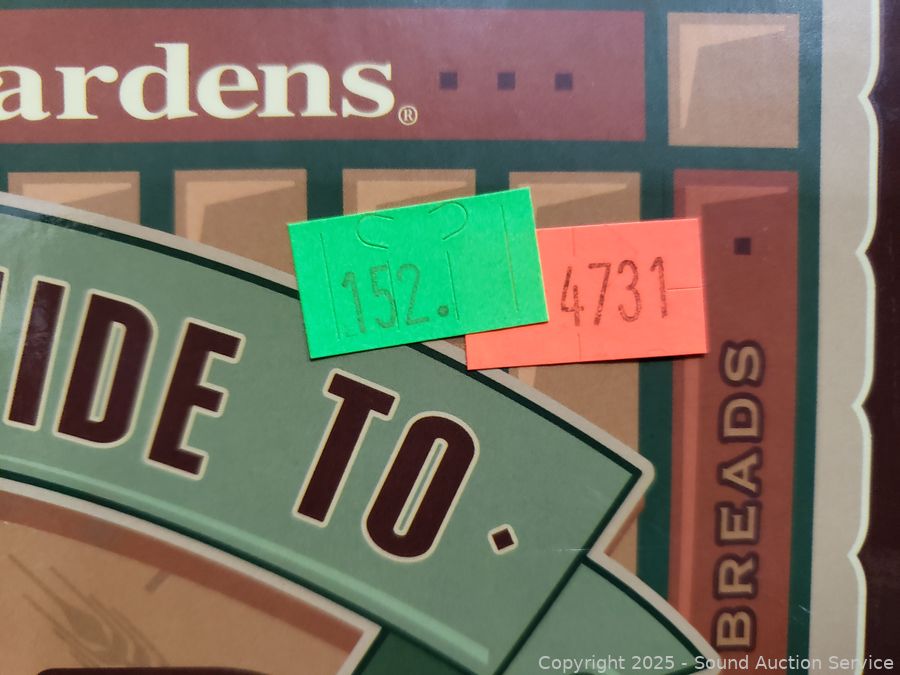 ardens®
152.
4731
IDE TO
BREADS
Copyright 2025 - Sound Auction Service